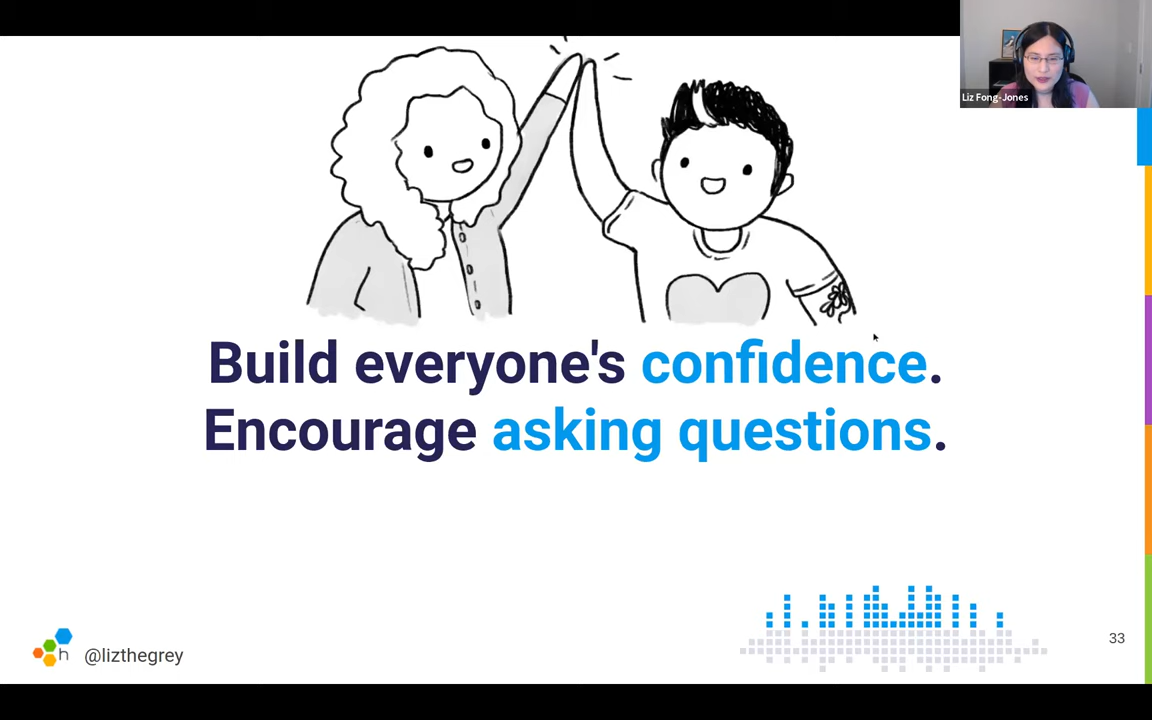 Liz Fong-Jones
Build everyone's confidence.
Encourage asking questions.
h
@lizthegrey
33